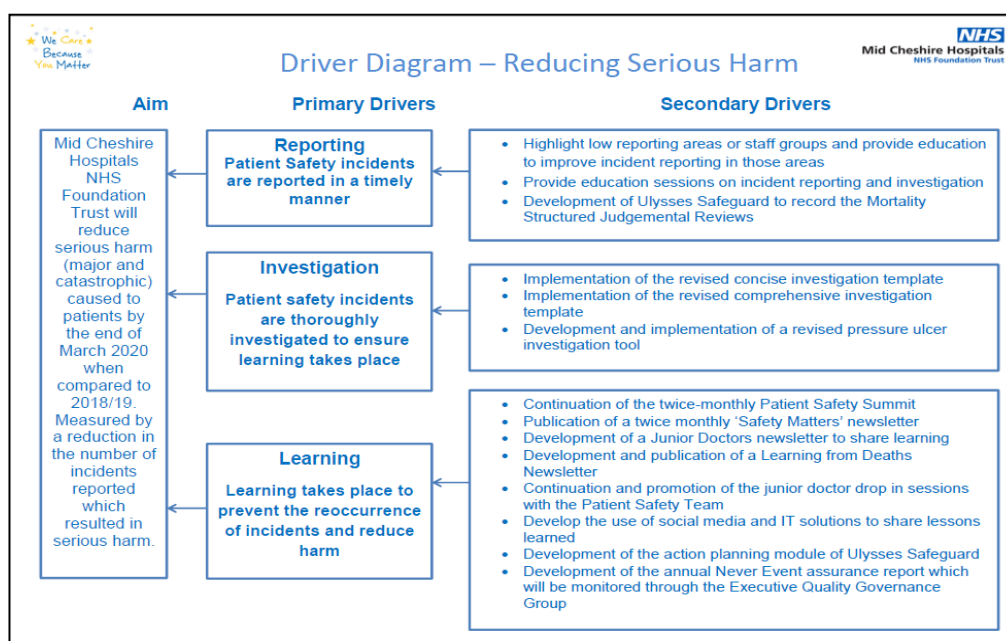 We Care
Because
You Matter
NHS
Mid Cheshire Hospitals
NHS Foundation Trust
Driver Diagram – Reducing Serious Harm
Aim
Primary Drivers
Secondary Drivers
Mid Cheshire
Hospitals
NHS
Foundation
Trust will
reduce
serious harm
(major and
catastrophic)
caused to
patients by
the end of
March 2020
when
compared to
2018/19.
Measured by
a reduction in
the number of
incidents
reported
which
resulted in
serious harm.
Reporting
Patient Safety incidents
are reported in a timely
manner
• Highlight low reporting areas or staff groups and provide education
to improve incident reporting in those areas
• Provide education sessions on incident reporting and investigation
• Development of Ulysses Safeguard to record the Mortality
Structured Judgemental Reviews
Investigation
Patient safety incidents
are thoroughly
investigated to ensure
learning takes place
• Implementation of the revised concise investigation template
• Implementation of the revised comprehensive investigation
template
• Development and implementation of a revised pressure ulcer
investigation tool
Learning
Learning takes place to
prevent the reoccurrence
of incidents and reduce
harm
• Continuation of the twice-monthly Patient Safety Summit
• Publication of a twice monthly ‘Safety Matters’ newsletter
• Development of a Junior Doctors newsletter to share learning
• Development and publication of a Learning from Deaths
Newsletter
• Continuation and promotion of the junior doctor drop in sessions
with the Patient Safety Team
• Develop the use of social media and IT solutions to share lessons
learned
• Development of the action planning module of Ulysses Safeguard
• Development of the annual Never Event assurance report which
will be monitored through the Executive Quality Governance
Group